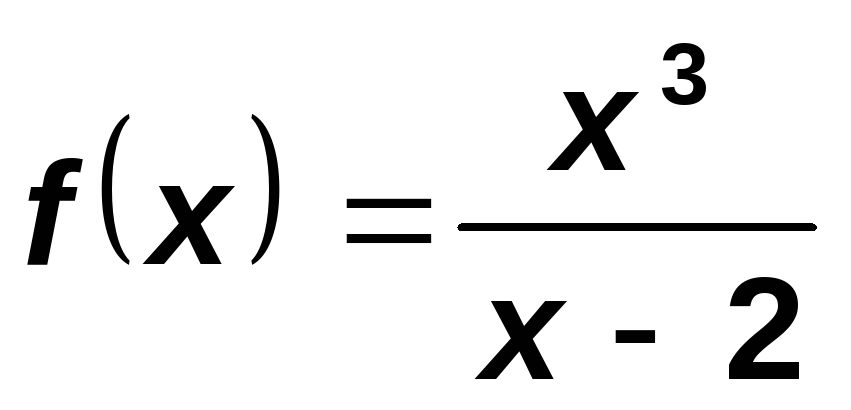 f(x) = x³ / (x - 2)